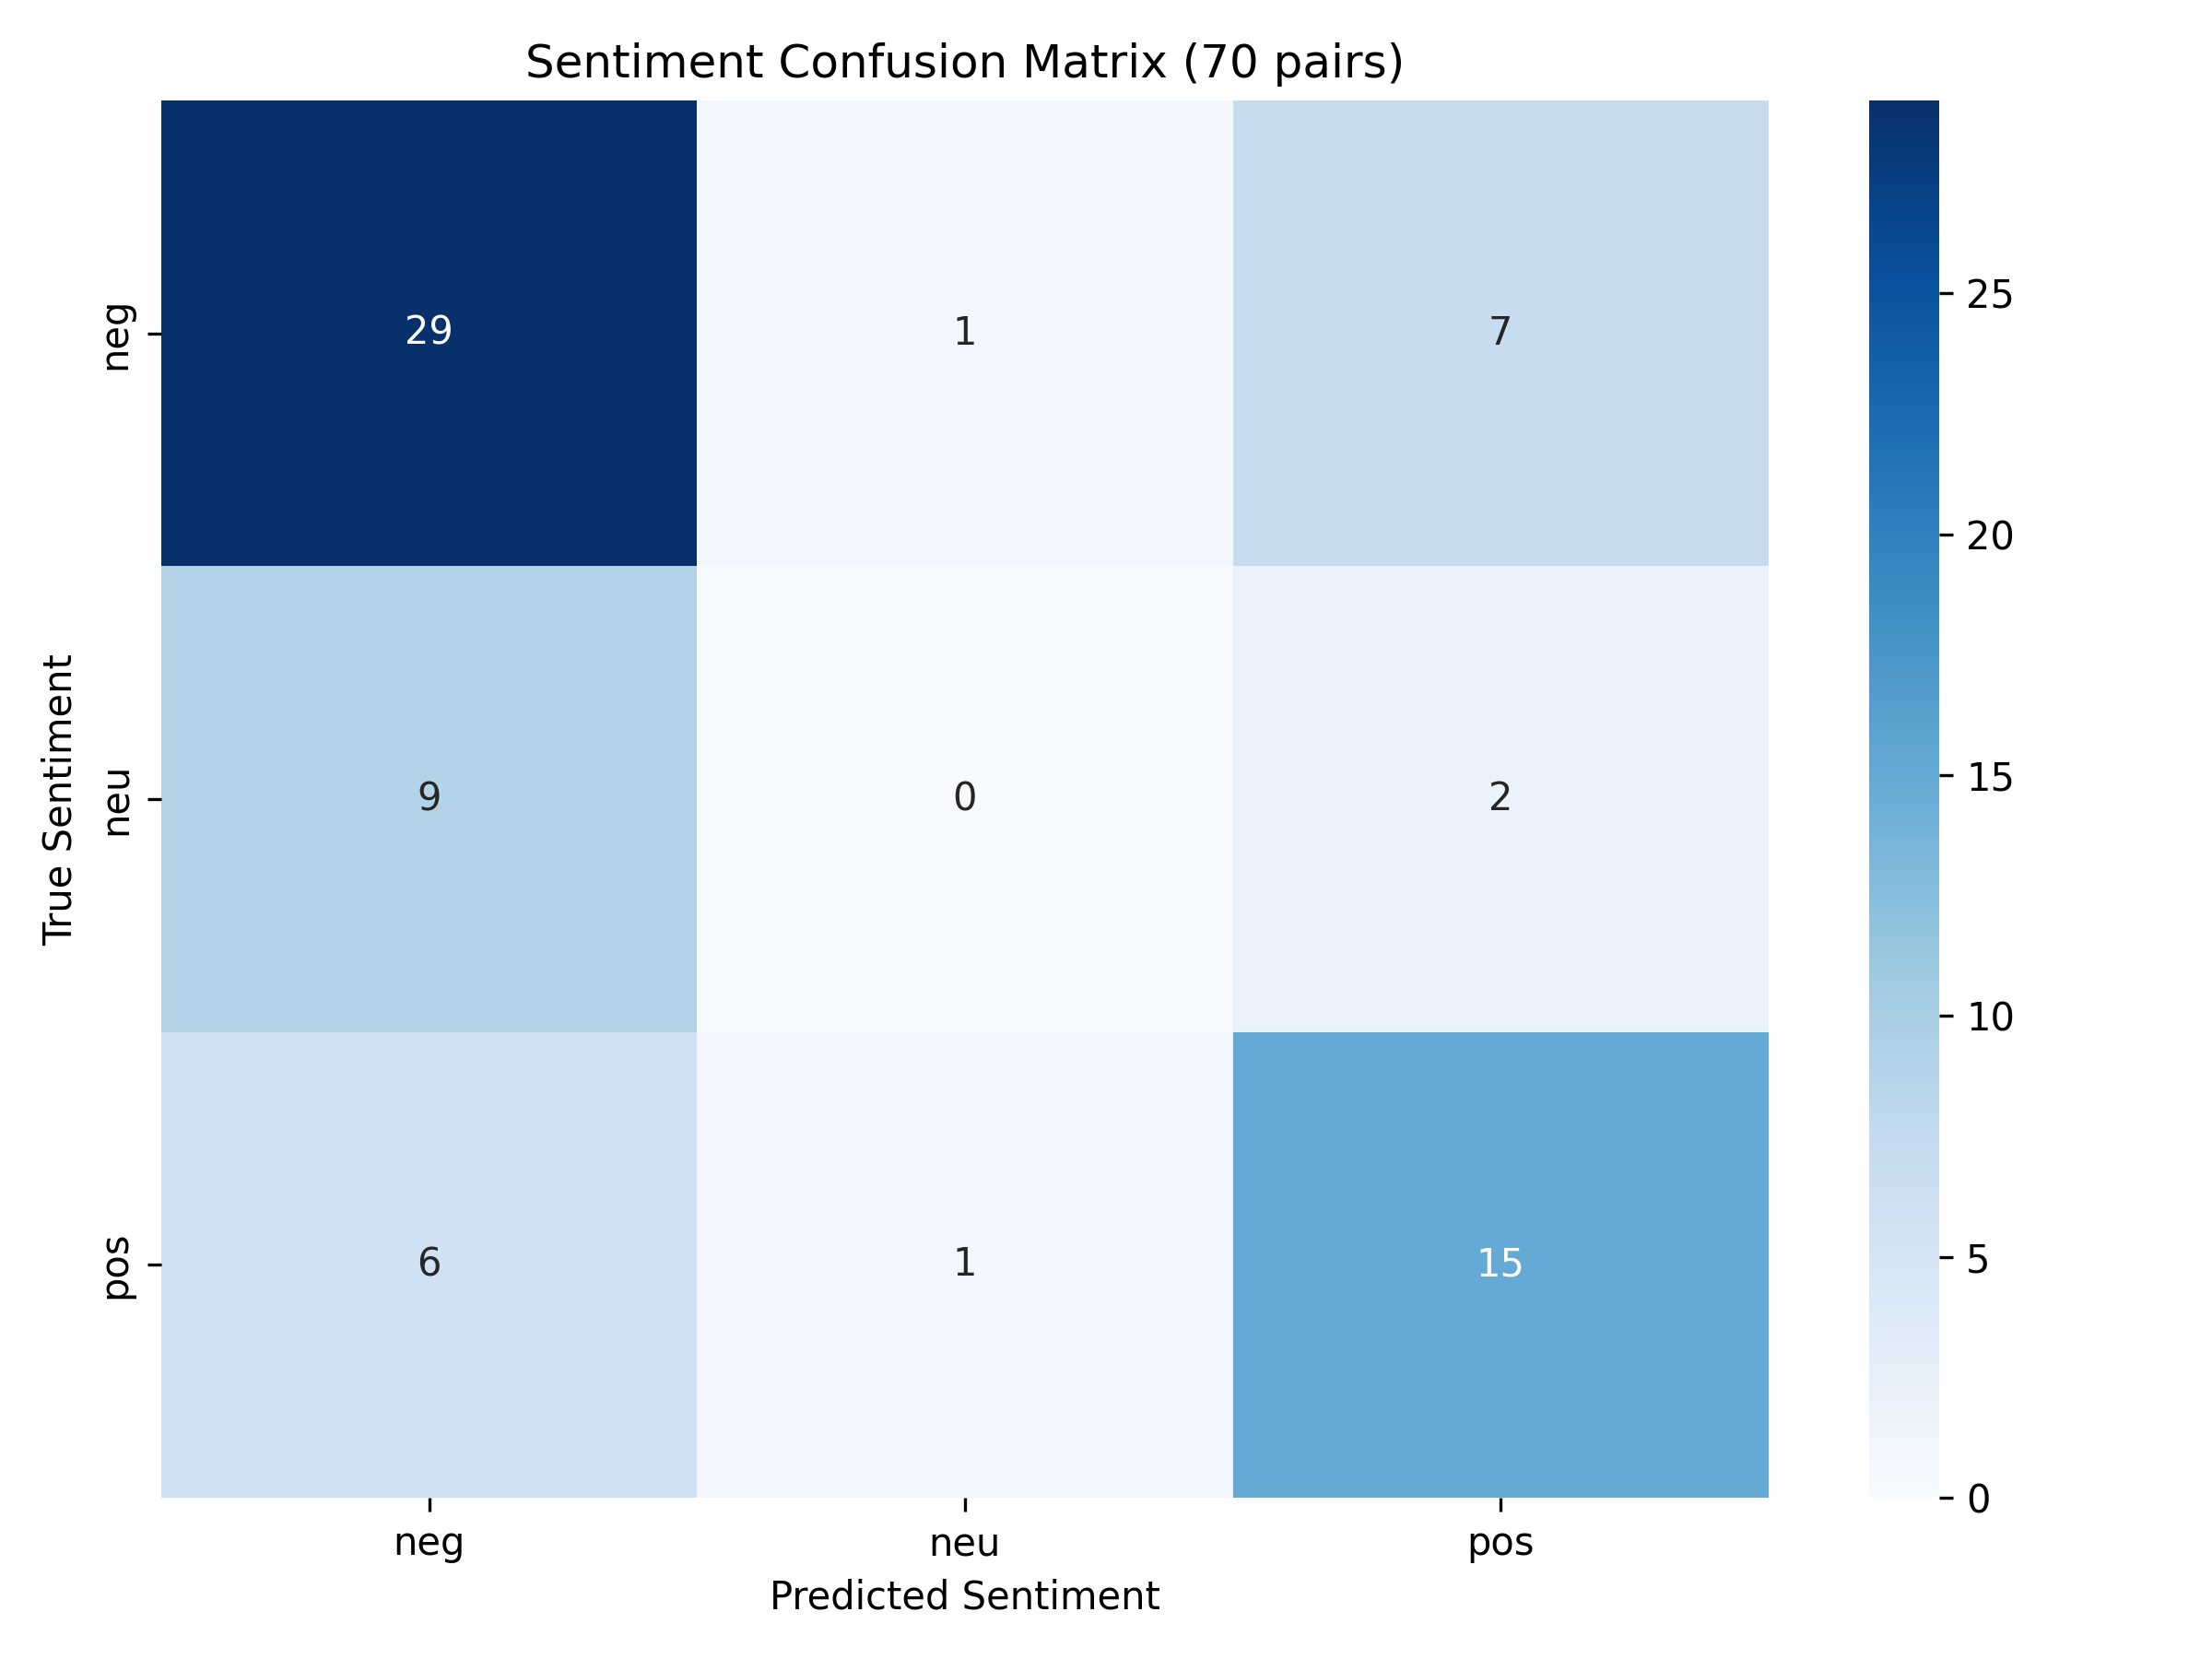 Sentiment Confusion Matrix (70 pairs)
True Sentiment
neg
29 1 7
neu
9 0 2
pos
6 1 15
neg neu pos
Predicted Sentiment
25
20
15
10
5
0